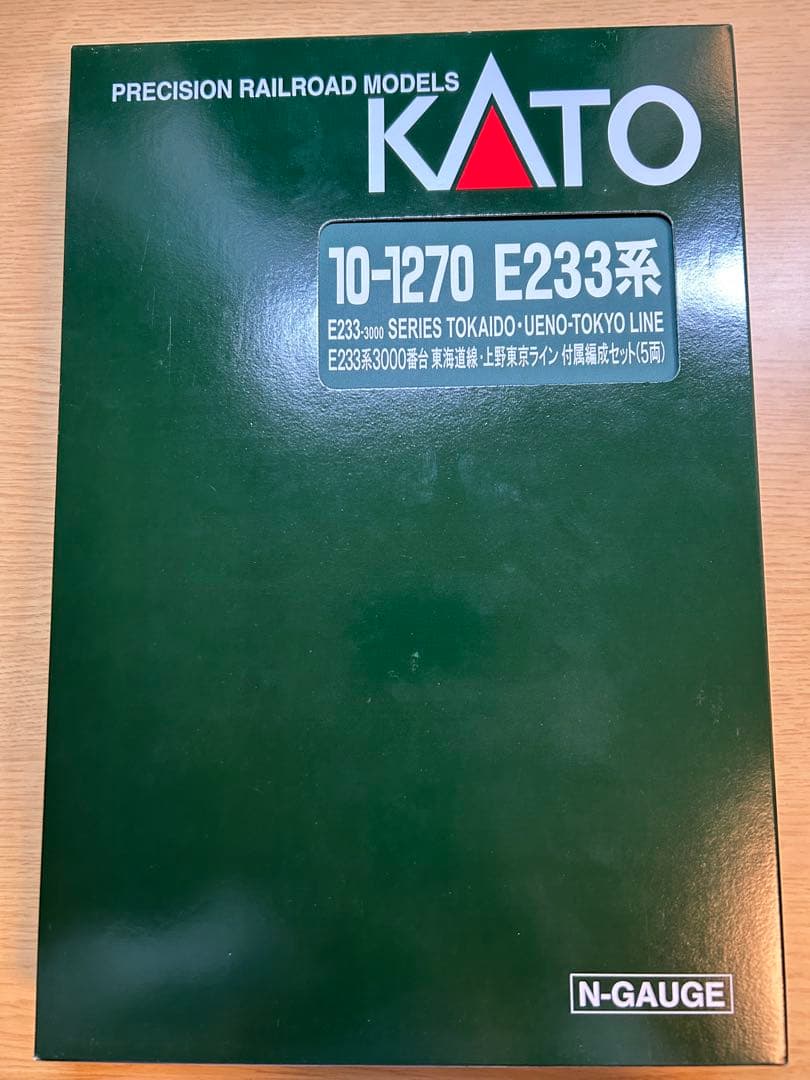 PRECISION RAILROAD MODELS
KATO
10-1270 E233系
E233-3000 SERIES TOKAIDO・UENO-TOKYO LINE
E233系3000番台 東海道線・上野東京ライン 付属編成セット(5両)
N-GAUGE